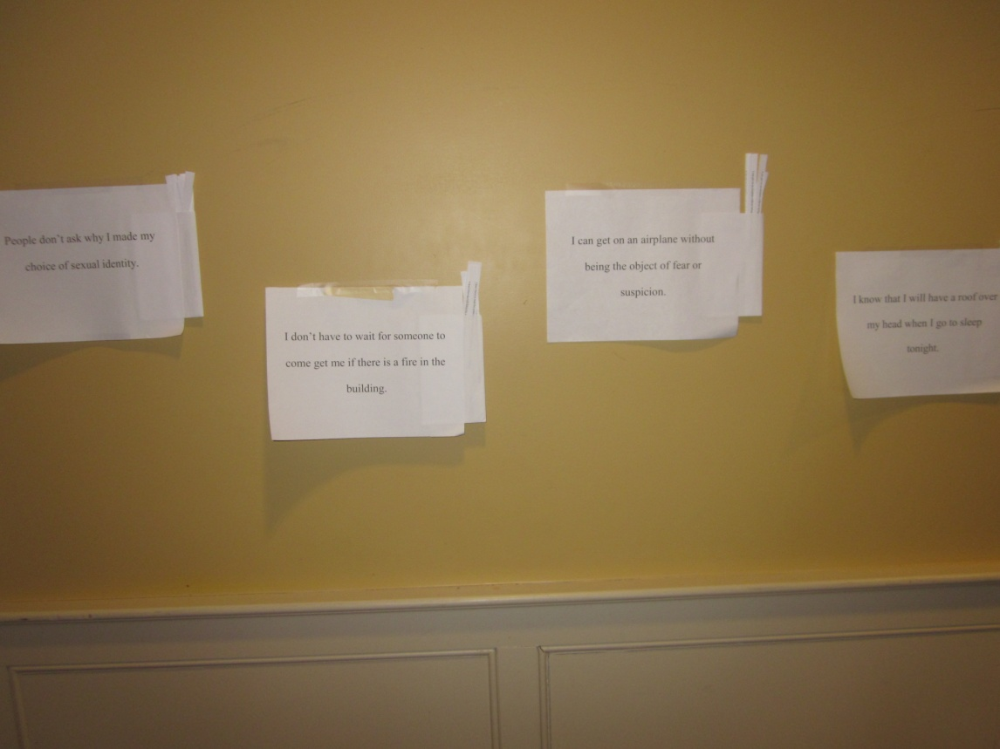 People don't ask why I made my
choice of sexual identity.
I don't have to wait for someone to
come get me if there is a fire in the
building.
I can get on an airplane without
being the object of fear or
suspicion.
I know that I will have a roof over
my head when I go to sleep
tonight.